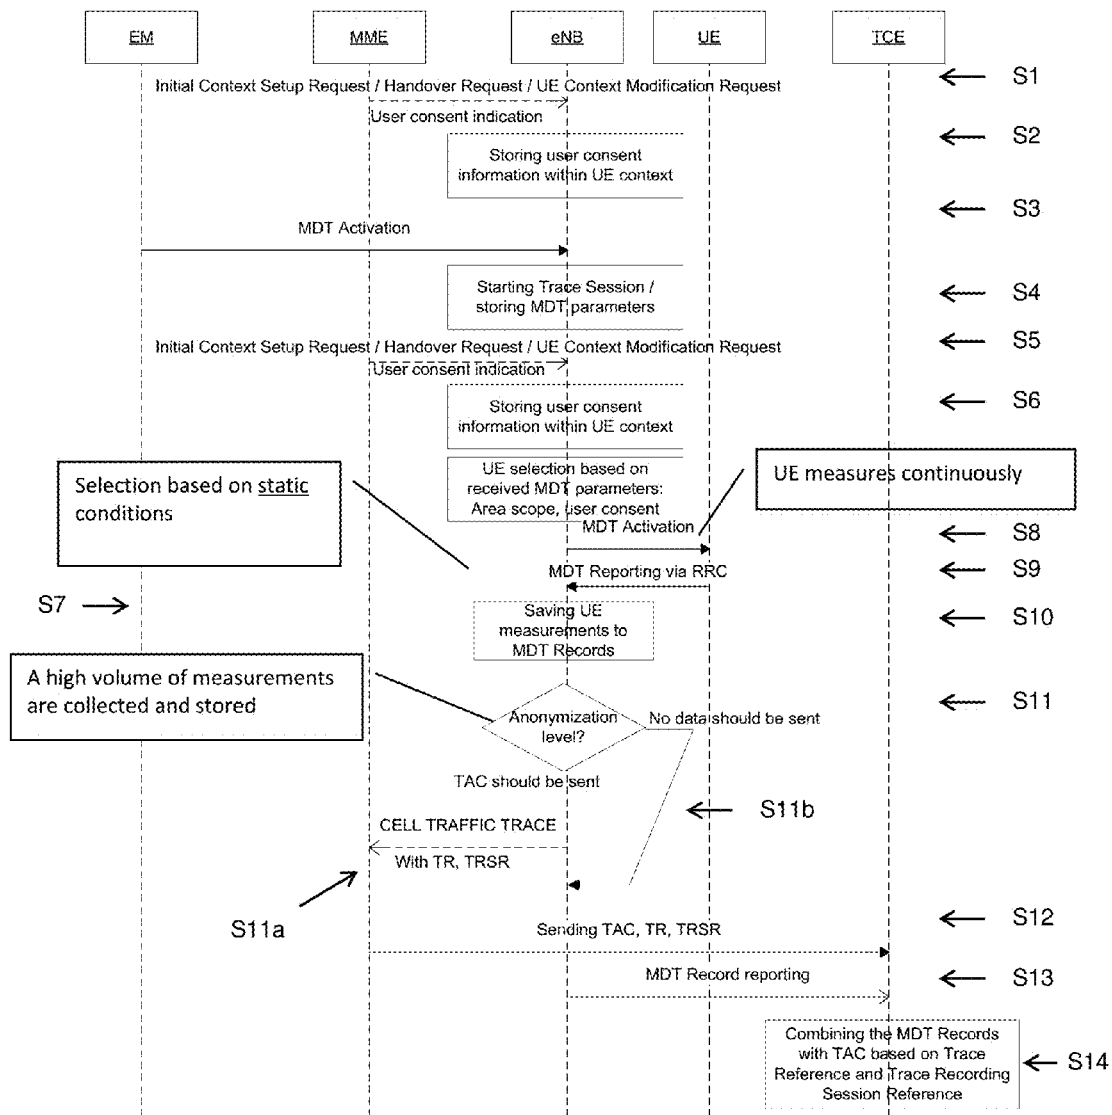 EM MME eNB UE TCE
S1
Initial Context Setup Request / Handover Request / UE Context Modification Request
User consent indication
S2
Storing user consent
information within UE context
S3
MDT Activation
Starting Trace Session /
storing MDT parameters
S4
S5
Initial Context Setup Request / Handover Request / UE Context Modification Request
User consent indication
S6
Storing user consent
information within UE context
UE selection based on
received MDT parameters:
Area scope, user consent
Selection based on static
conditions
UE measures continuously
MDT Activation
S8
MDT Reporting via RRC
S9
S7
Saving UE
measurements to
MDT Records
S10
A high volume of measurements
are collected and stored
S11
Anonymization
level?
No data should be sent
TAC should be sent
S11b
CELL TRAFFIC TRACE
With TR, TRSR
S11a
S12
Sending TAC, TR, TRSR
MDT Record reporting
S13
Combining the MDT Records
with TAC based on Trace
Reference and Trace Recording
Session Reference
S14